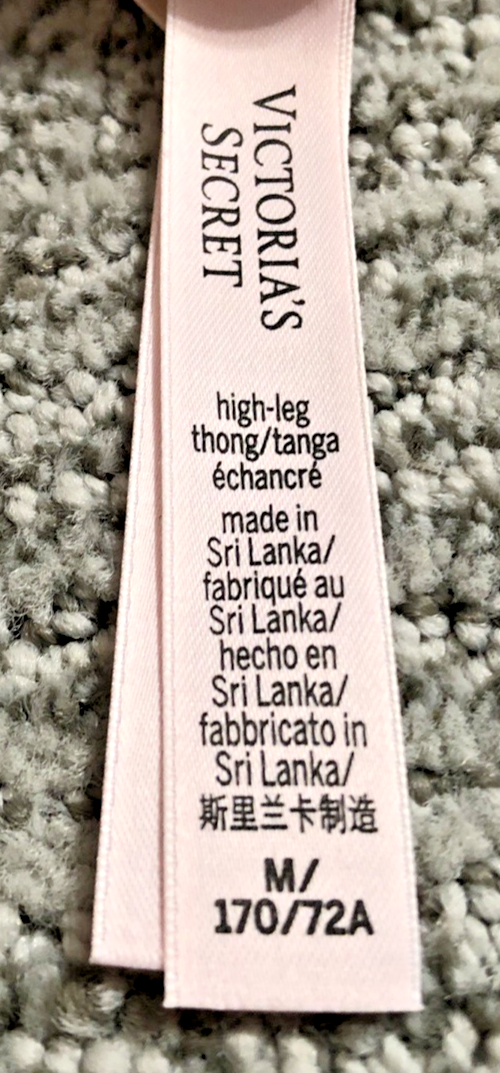 VICTORIA'S
SECRET
high-leg
thong/tanga
échancré
made in
Sri Lanka/
fabriqué au
Sri Lanka/
hecho en
Sri Lanka/
fabbricato in
Sri Lanka/
斯里兰卡制造
M/
170/72A